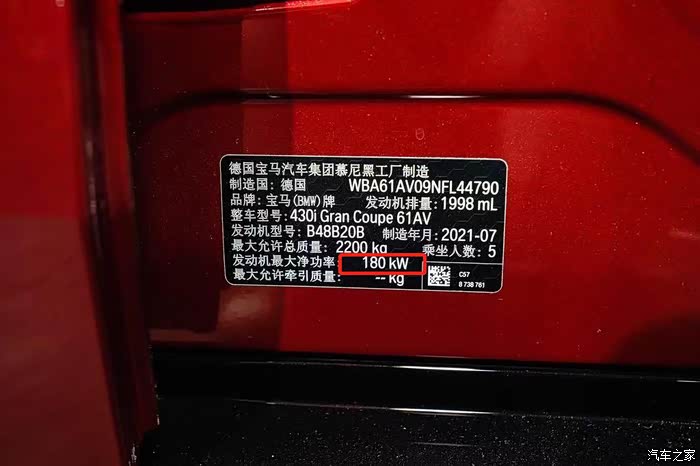 德国宝马汽车集团慕尼黑工厂制造
制造国: 德国 WBA61AV09NFL44790
品牌: 宝马(BMW)牌 发动机排量: 1998 mL
整车型号: 430i Gran Coupe 61AV
发动机型号: B48B20B 制造年月: 2021-07
最大允许总质量: 2200 kg 乘坐人数: 5
发动机最大净功率: 180 kW
最大允许牵引质量: -- kg
C57
8 738 761
汽车之家